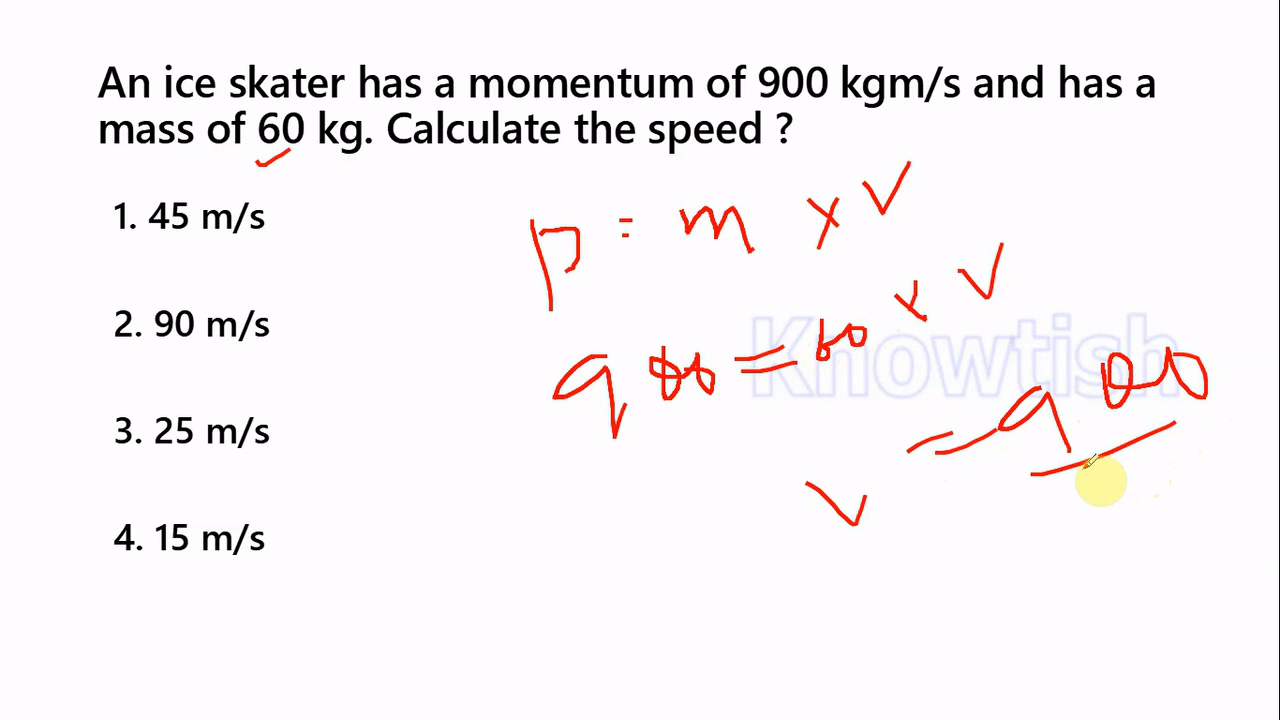 An ice skater has a momentum of 900 kgm/s and has a
mass of 60 kg. Calculate the speed ?
1. 45 m/s
2. 90 m/s
3. 25 m/s
4. 15 m/s
p = m x v
900 = 60 x v
v = 900
Knowtish